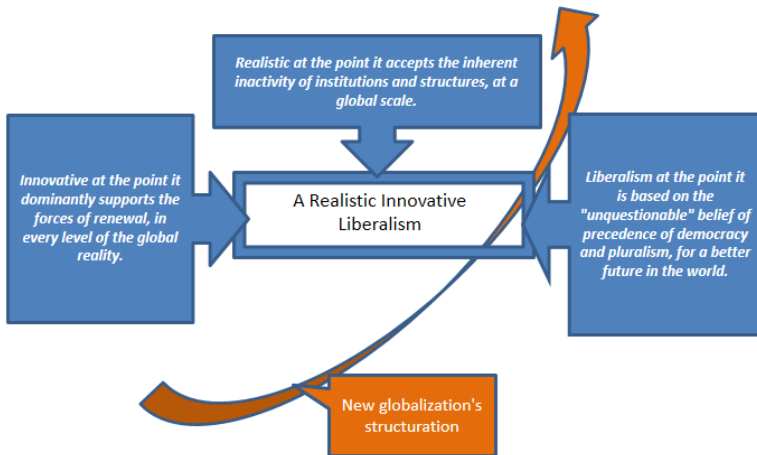 Realistic at the point it accepts the inherent
inactivity of institutions and structures, at a
global scale.
Innovative at the point it
dominantly supports the
forces of renewal, in
every level of the global
reality.
A Realistic Innovative
Liberalism
Liberalism at the point it
is based on the
"unquestionable" belief of
precedence of democracy
and pluralism, for a better
future in the world.
New globalization's
structuration